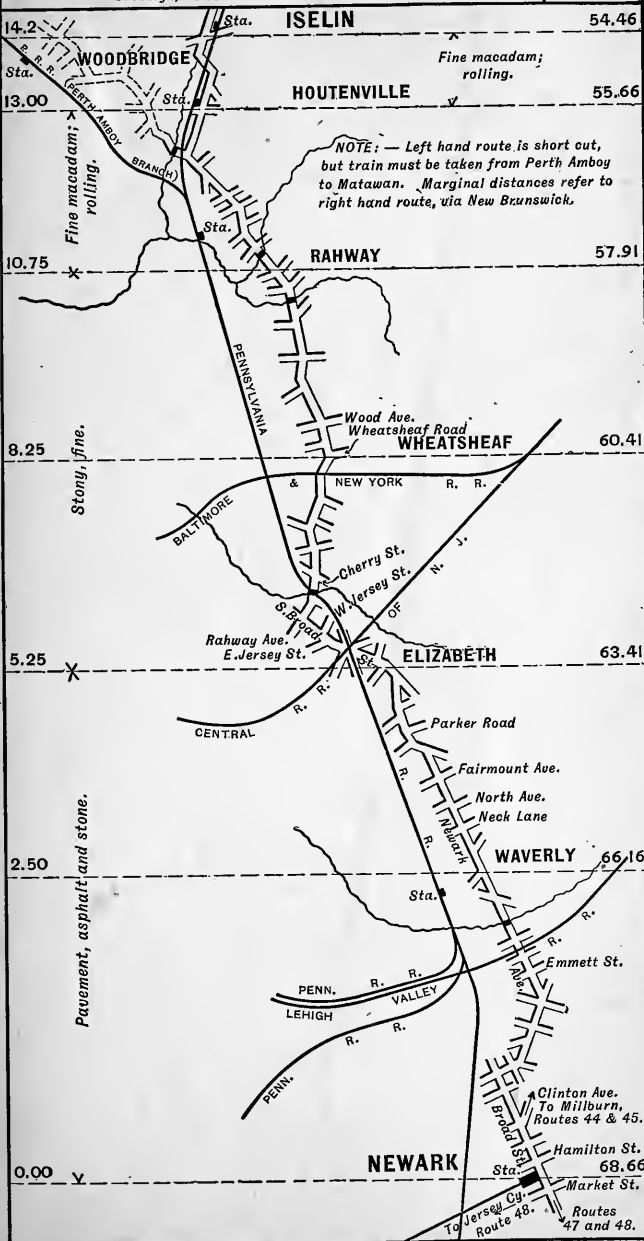 14.2
Sta.
ISELIN
54.46
R. R. R. (PERTH AMBOY BRANCH)
Sta.
WOODBRIDGE
Fine macadam;
rolling.
13.00
Sta.
HOUTENVILLE
55.66
Fine macadam;
rolling.
NOTE: — Left hand route is short cut,
but train must be taken from Perth Amboy
to Matawan. Marginal distances refer to
right hand route, via New Brunswick.
Sta.
10.75
RAHWAY
57.91
PENNSYLVANIA
R. R.
Stony, fine.
Wood Ave.
Wheatsheaf Road
8.25
WHEATSHEAF
60.41
BALTIMORE & NEW YORK R. R.
Cherry St.
W. Jersey St.
S. Broad St.
Rahway Ave.
E. Jersey St.
5.25
ELIZABETH
63.41
CENTRAL R. R. OF N. J.
Parker Road
Fairmount Ave.
North Ave.
Neck Lane
Newark Ave.
Pavement, asphalt and stone.
2.50
WAVERLY
66.16
Sta.
Emmett St.
PENN. R. R.
LEHIGH VALLEY R. R.
PENN. R. R.
Clinton Ave.
To Millburn,
Routes 44 & 45.
Broad St.
Hamilton St.
0.00
NEWARK
Sta.
68.66
Market St.
To Jersey Cy.
Route 48.
Routes
47 and 48.